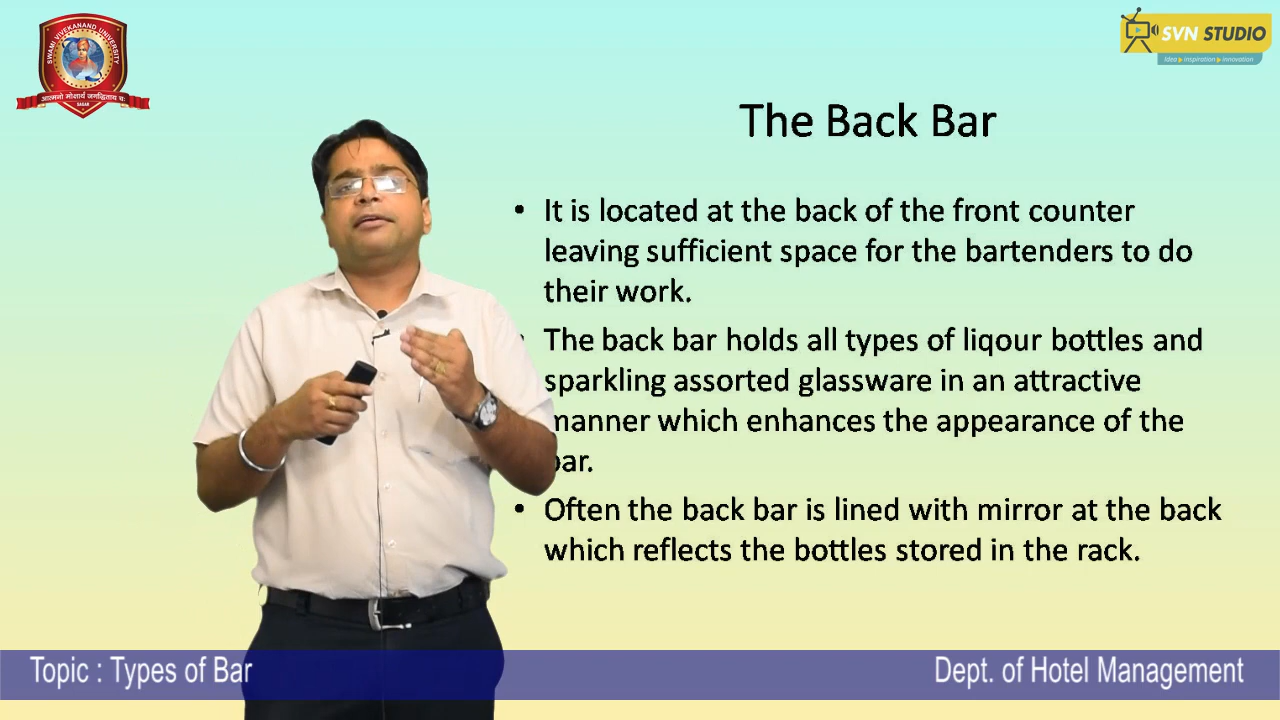 SWAMI VIVEKANAND UNIVERSITY
SAGAR
SVN STUDIO
Idea inspiration innovation
The Back Bar
• It is located at the back of the front counter
leaving sufficient space for the bartenders to do
their work.
The back bar holds all types of liqour bottles and
sparkling assorted glassware in an attractive
manner which enhances the appearance of the
bar.
• Often the back bar is lined with mirror at the back
which reflects the bottles stored in the rack.
Topic : Types of Bar
Dept. of Hotel Management